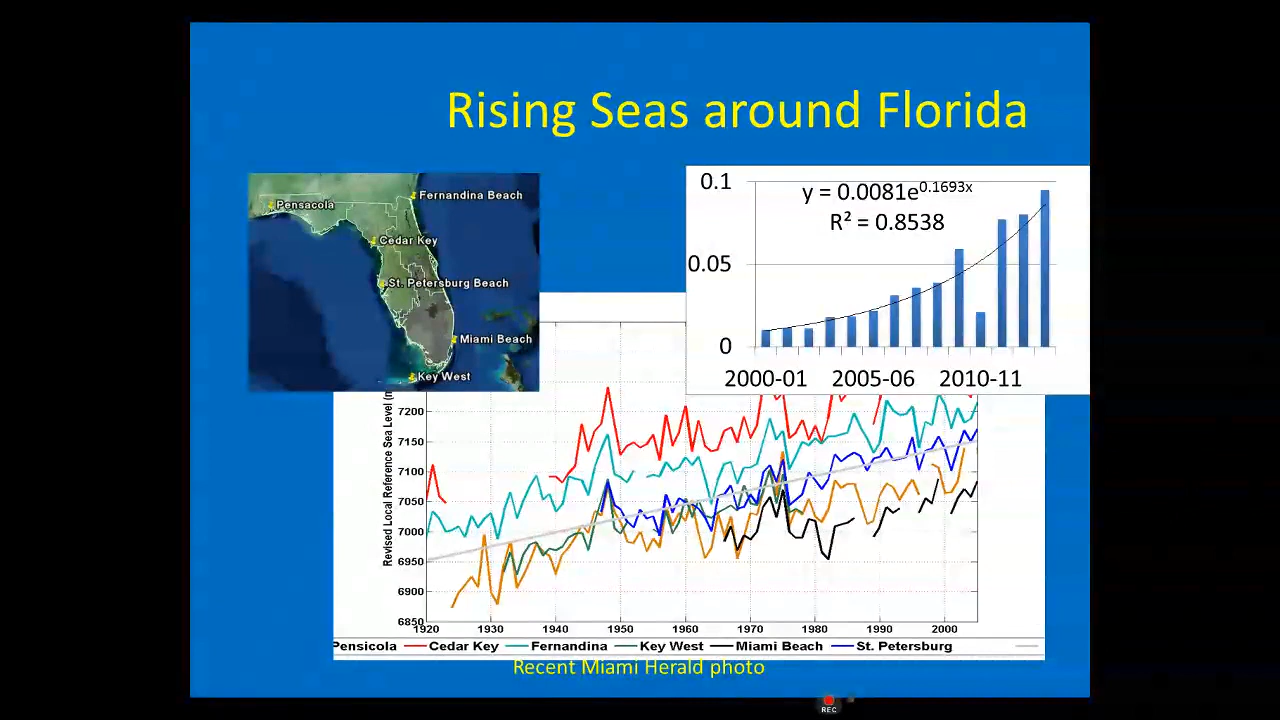 Rising Seas around Florida
Fernandina Beach
Pensacola
Cedar Key
St. Petersburg Beach
Miami Beach
Key West
0.1
y = 0.0081e^0.1693x
R² = 0.8538
0.05
0
2000-01 2005-06 2010-11
Revised Local Reference Sea Level
7200
7150
7100
7050
7000
6950
6900
6850
1920 1930 1940 1950 1960 1970 1980 1990 2000
Pensicola Cedar Key Fernandina Key West Miami Beach St. Petersburg
Recent Miami Herald photo
REC